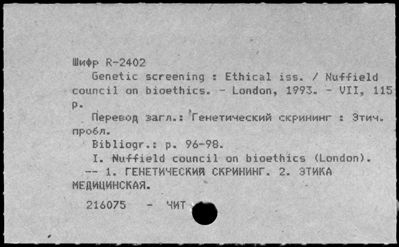 Шифр R-2402
Genetic screening : Ethical iss. / Nuffield
council on bioethics. - London, 1993. - VII, 115
p.
Перевод загл.: Генетический скрининг : Этич.
пробл.
Bibliogr.: p. 96-98.
I. Nuffield council on bioethics (London).
-- 1. ГЕНЕТИЧЕСКИЙ СКРИНИНГ. 2. ЭТИКА
МЕДИЦИНСКАЯ.
216075 - ЧИТ